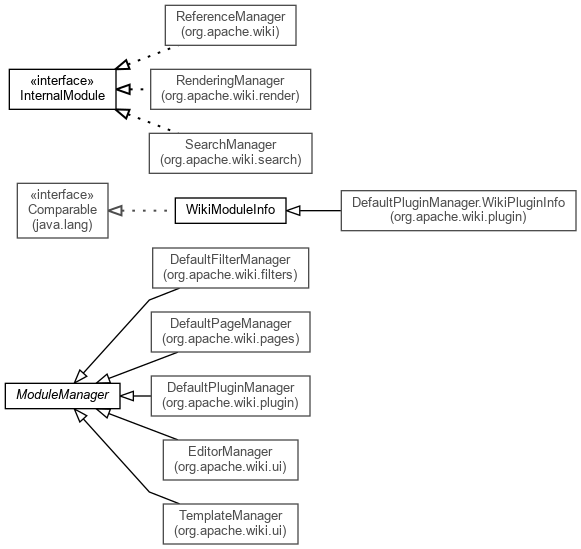 ReferenceManager
(org.apache.wiki)
«interface»
InternalModule
RenderingManager
(org.apache.wiki.render)
SearchManager
(org.apache.wiki.search)
«interface»
Comparable
(java.lang)
WikiModuleInfo
DefaultPluginManager.WikiPluginInfo
(org.apache.wiki.plugin)
DefaultFilterManager
(org.apache.wiki.filters)
DefaultPageManager
(org.apache.wiki.pages)
ModuleManager
DefaultPluginManager
(org.apache.wiki.plugin)
EditorManager
(org.apache.wiki.ui)
TemplateManager
(org.apache.wiki.ui)